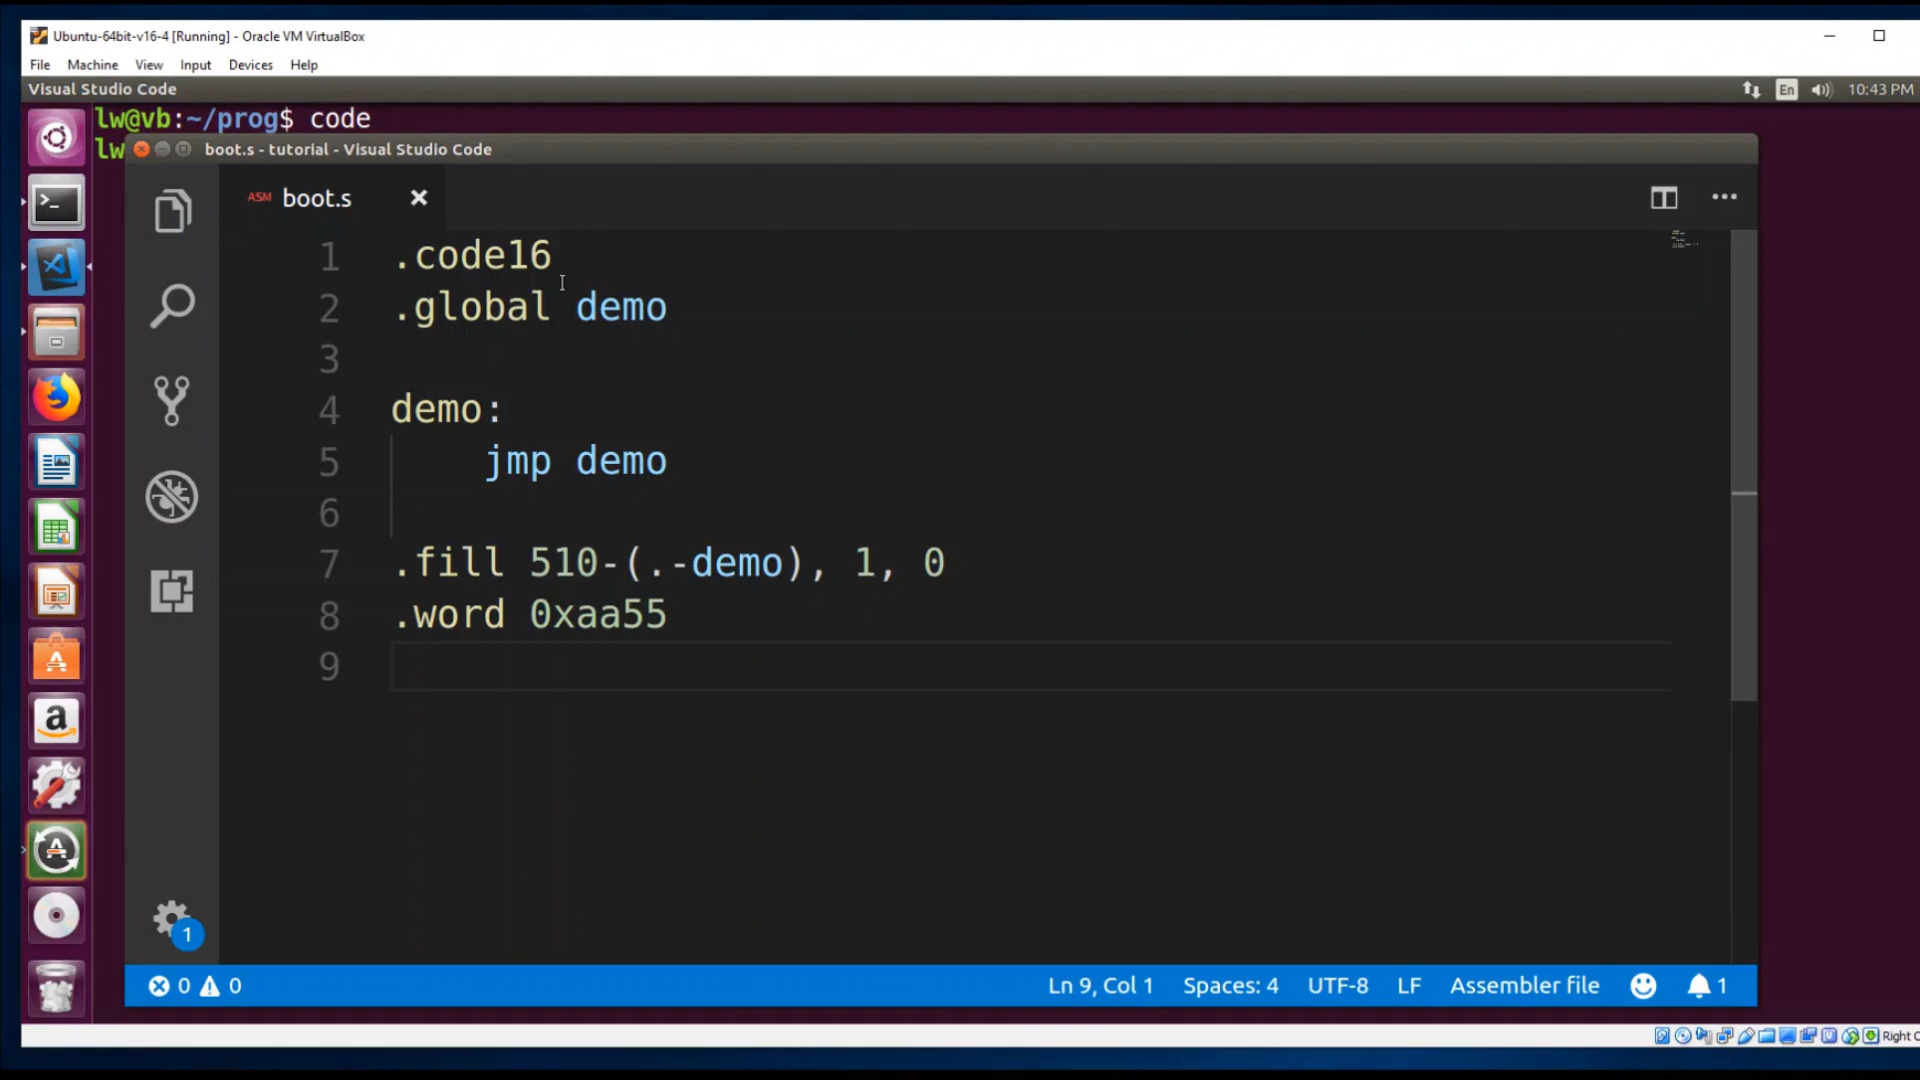 Ubuntu-64bit-v16-4 [Running] - Oracle VM VirtualBox
File Machine View Input Devices Help
Visual Studio Code
En
10:43 PM
lw@vb:~/prog$ code
lw
boot.s - tutorial - Visual Studio Code
ASM boot.s
1 .code16
2 .global demo
3
4 demo:
5 jmp demo
6
7 .fill 510-(.-demo), 1, 0
8 .word 0xaa55
9
1
0 0
Ln 9, Col 1 Spaces: 4 UTF-8 LF Assembler file 1
Right C